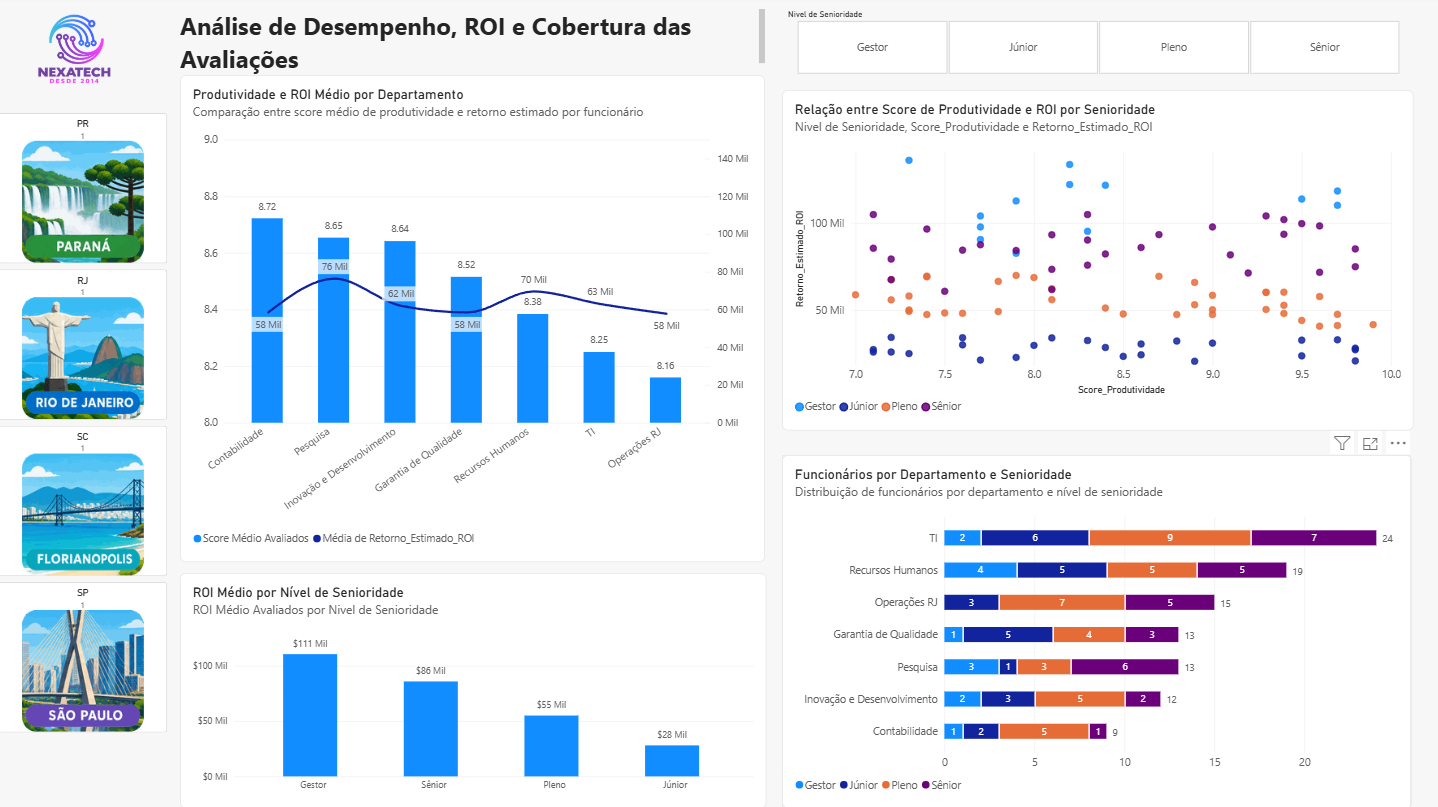 NEXATECH
DESDE 2014
PR
1
PARANÁ
RJ
1
RIO DE JANEIRO
SC
1
FLORIANOPOLIS
SP
1
SÃO PAULO
Análise de Desempenho, ROI e Cobertura das
Avaliações
Produtividade e ROI Médio por Departamento
Comparação entre score médio de produtividade e retorno estimado por funcionário
9.0
8.8
8.6
8.4
8.2
8.0
140 Mil
120 Mil
100 Mil
80 Mil
60 Mil
40 Mil
20 Mil
0 Mil
8.72
8.65
8.64
8.52
8.38
8.25
8.16
58 Mil
76 Mil
62 Mil
58 Mil
70 Mil
63 Mil
58 Mil
Contabilidade
Pesquisa
Inovação e Desenvolvimento
Garantia de Qualidade
Recursos Humanos
TI
Operações RJ
Score Médio Avaliados Média de Retorno_Estimado_ROI
ROI Médio por Nível de Senioridade
ROI Médio Avaliados por Nivel de Senioridade
$100 Mil
$50 Mil
$0 Mil
$111 Mil
$86 Mil
$55 Mil
$28 Mil
Gestor
Sênior
Pleno
Júnior
Nivel de Senioridade
Gestor
Júnior
Pleno
Sênior
Relação entre Score de Produtividade e ROI por Senioridade
Nivel de Senioridade, Score_Produtividade e Retorno_Estimado_ROI
Retorno_Estimado_ROI
100 Mil
50 Mil
7.0 7.5 8.0 8.5 9.0 9.5 10.0
Score_Produtividade
Gestor Júnior Pleno Sênior
Funcionários por Departamento e Senioridade
Distribuição de funcionários por departamento e nível de senioridade
TI 2 6 9 7 24
Recursos Humanos 4 5 5 5 19
Operações RJ 3 7 5 15
Garantia de Qualidade 1 5 4 3 13
Pesquisa 3 1 3 6 13
Inovação e Desenvolvimento 2 3 5 2 12
Contabilidade 1 2 5 1 9
0 5 10 15 20
Gestor Júnior Pleno Sênior